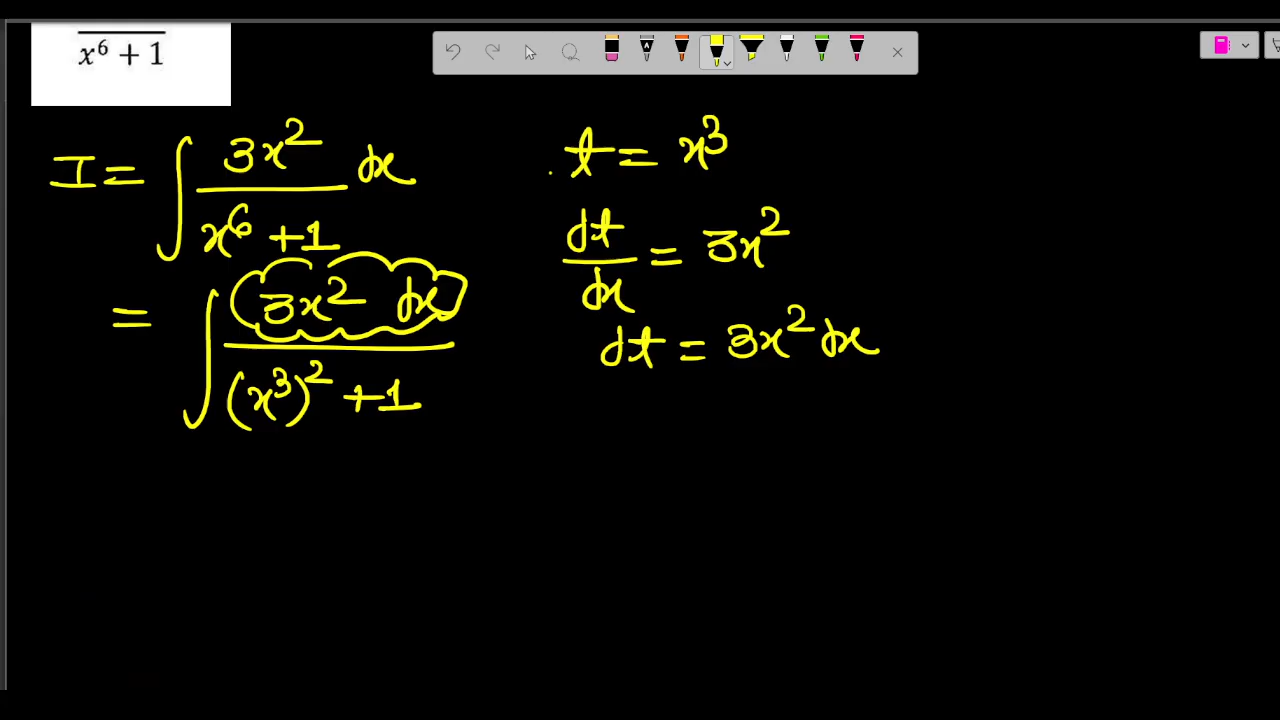 x⁶ + 1
I = ∫ 3x² / x⁶ + 1 dx
= ∫ 3x² dx / (x³)² + 1
t = x³
dt/dx = 3x²
dt = 3x² dx